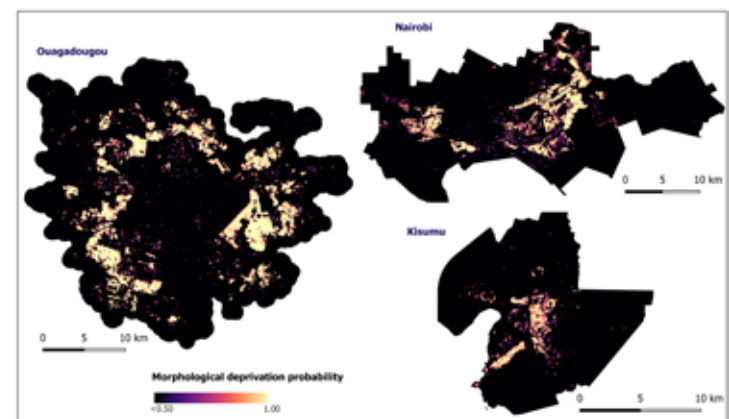 Ouagadougou
Nairobi
0 5 10 km
Kisumu
0 5 10 km
Morphological deprivation probability
<0.50 1.00
0 5 10 km